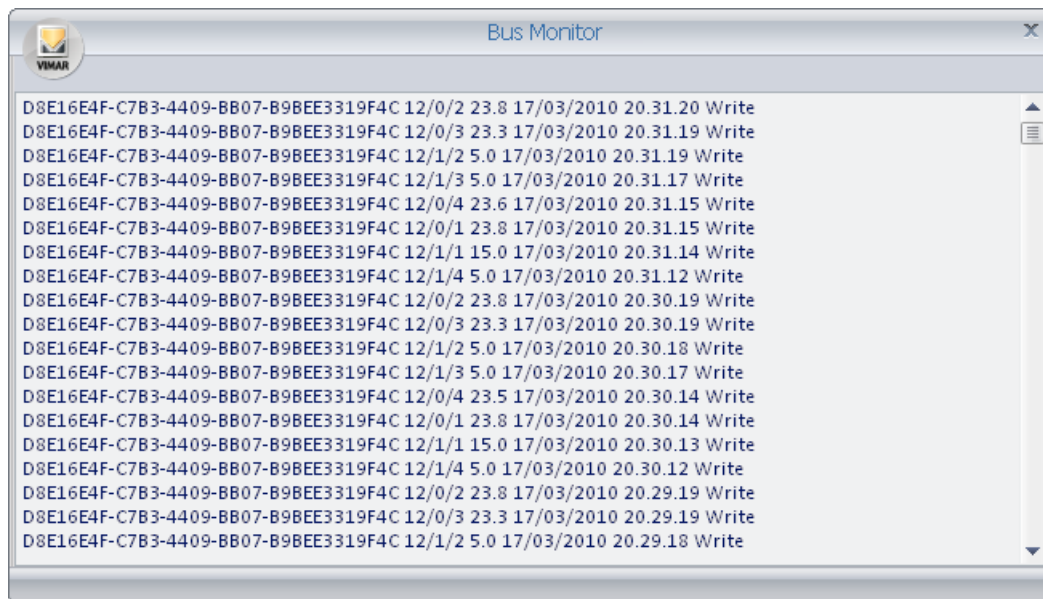 Bus Monitor
X
VIMAR
D8E16E4F-C7B3-4409-BB07-B9BEE3319F4C 12/0/2 23.8 17/03/2010 20.31.20 Write
D8E16E4F-C7B3-4409-BB07-B9BEE3319F4C 12/0/3 23.3 17/03/2010 20.31.19 Write
D8E16E4F-C7B3-4409-BB07-B9BEE3319F4C 12/1/2 5.0 17/03/2010 20.31.19 Write
D8E16E4F-C7B3-4409-BB07-B9BEE3319F4C 12/1/3 5.0 17/03/2010 20.31.17 Write
D8E16E4F-C7B3-4409-BB07-B9BEE3319F4C 12/0/4 23.6 17/03/2010 20.31.15 Write
D8E16E4F-C7B3-4409-BB07-B9BEE3319F4C 12/0/1 23.8 17/03/2010 20.31.15 Write
D8E16E4F-C7B3-4409-BB07-B9BEE3319F4C 12/1/1 15.0 17/03/2010 20.31.14 Write
D8E16E4F-C7B3-4409-BB07-B9BEE3319F4C 12/1/4 5.0 17/03/2010 20.31.12 Write
D8E16E4F-C7B3-4409-BB07-B9BEE3319F4C 12/0/2 23.8 17/03/2010 20.30.19 Write
D8E16E4F-C7B3-4409-BB07-B9BEE3319F4C 12/0/3 23.3 17/03/2010 20.30.19 Write
D8E16E4F-C7B3-4409-BB07-B9BEE3319F4C 12/1/2 5.0 17/03/2010 20.30.18 Write
D8E16E4F-C7B3-4409-BB07-B9BEE3319F4C 12/1/3 5.0 17/03/2010 20.30.17 Write
D8E16E4F-C7B3-4409-BB07-B9BEE3319F4C 12/0/4 23.5 17/03/2010 20.30.14 Write
D8E16E4F-C7B3-4409-BB07-B9BEE3319F4C 12/0/1 23.8 17/03/2010 20.30.14 Write
D8E16E4F-C7B3-4409-BB07-B9BEE3319F4C 12/1/1 15.0 17/03/2010 20.30.13 Write
D8E16E4F-C7B3-4409-BB07-B9BEE3319F4C 12/1/4 5.0 17/03/2010 20.30.12 Write
D8E16E4F-C7B3-4409-BB07-B9BEE3319F4C 12/0/2 23.8 17/03/2010 20.29.19 Write
D8E16E4F-C7B3-4409-BB07-B9BEE3319F4C 12/0/3 23.3 17/03/2010 20.29.19 Write
D8E16E4F-C7B3-4409-BB07-B9BEE3319F4C 12/1/2 5.0 17/03/2010 20.29.18 Write